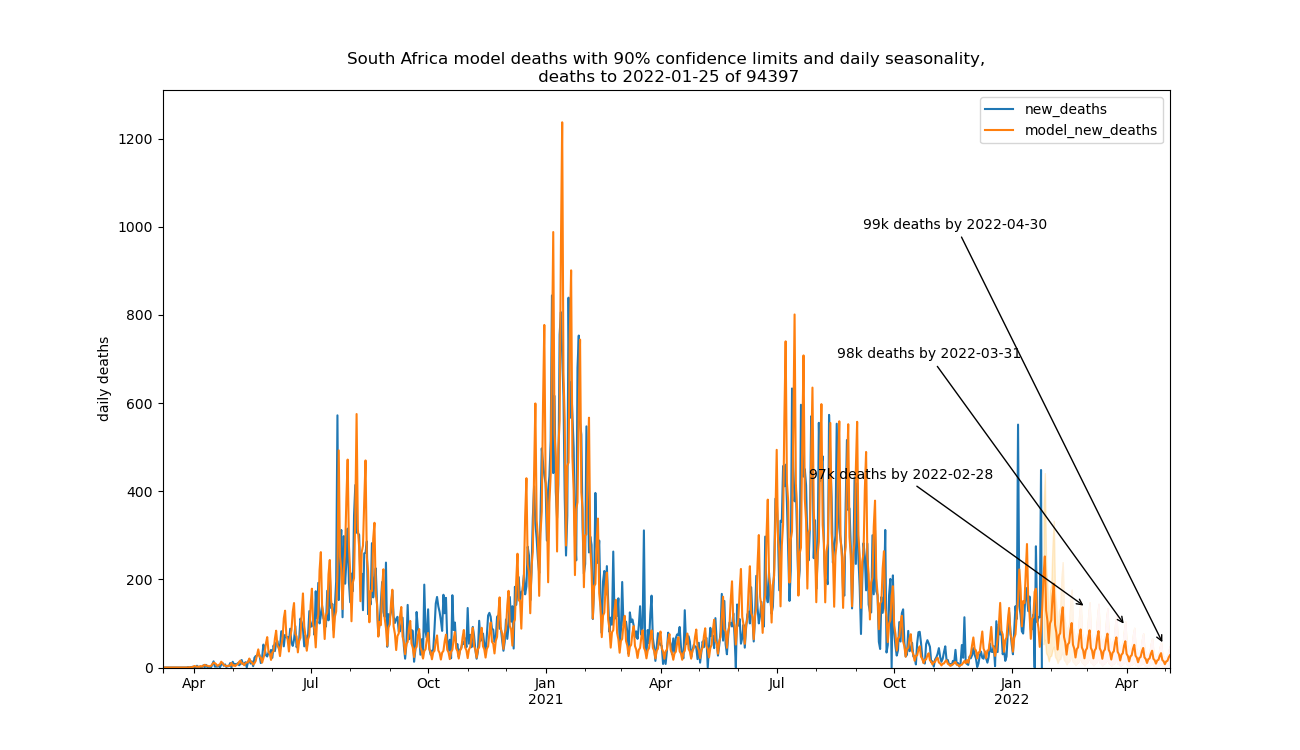 South Africa model deaths with 90% confidence limits and daily seasonality,
deaths to 2022-01-25 of 94397
new_deaths
model_new_deaths
daily deaths
1200
1000
800
600
400
200
0
99k deaths by 2022-04-30
98k deaths by 2022-03-31
97k deaths by 2022-02-28
Apr
Jul
Oct
Jan
2021
Apr
Jul
Oct
Jan
2022
Apr